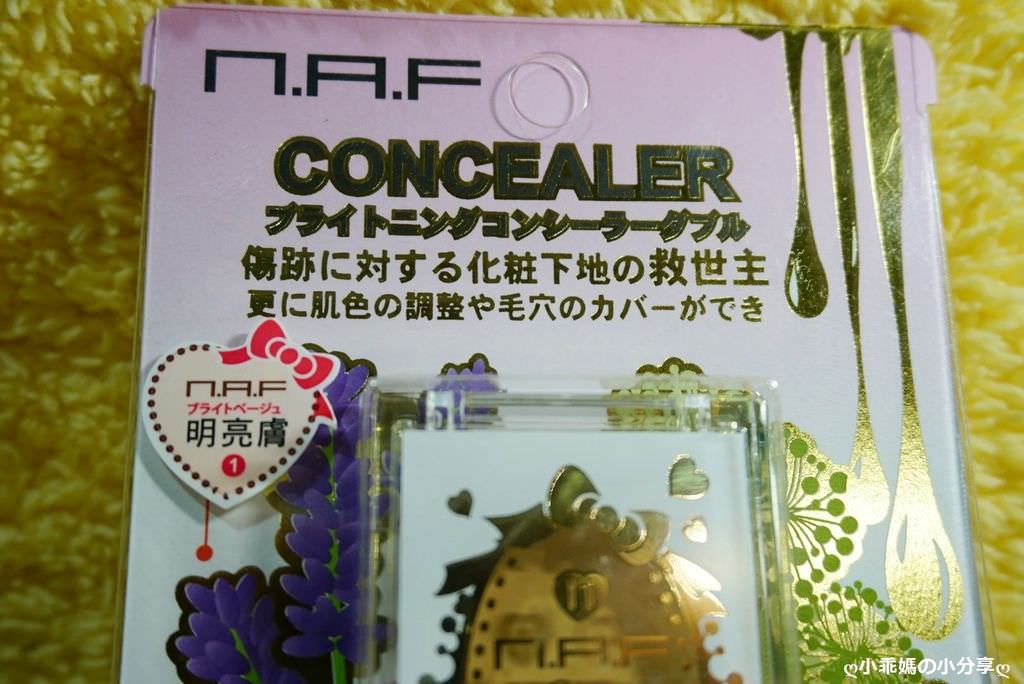 n.A.F
CONCEALER
ブライトニングコンシーラーダブル
傷跡に対する化粧下地の救世主
更に肌色の調整や毛穴のカバーができ
n.A.F
ブライトベージュ
明亮膚
1
n
n.A.F
ღ小乖媽の小分享ღ